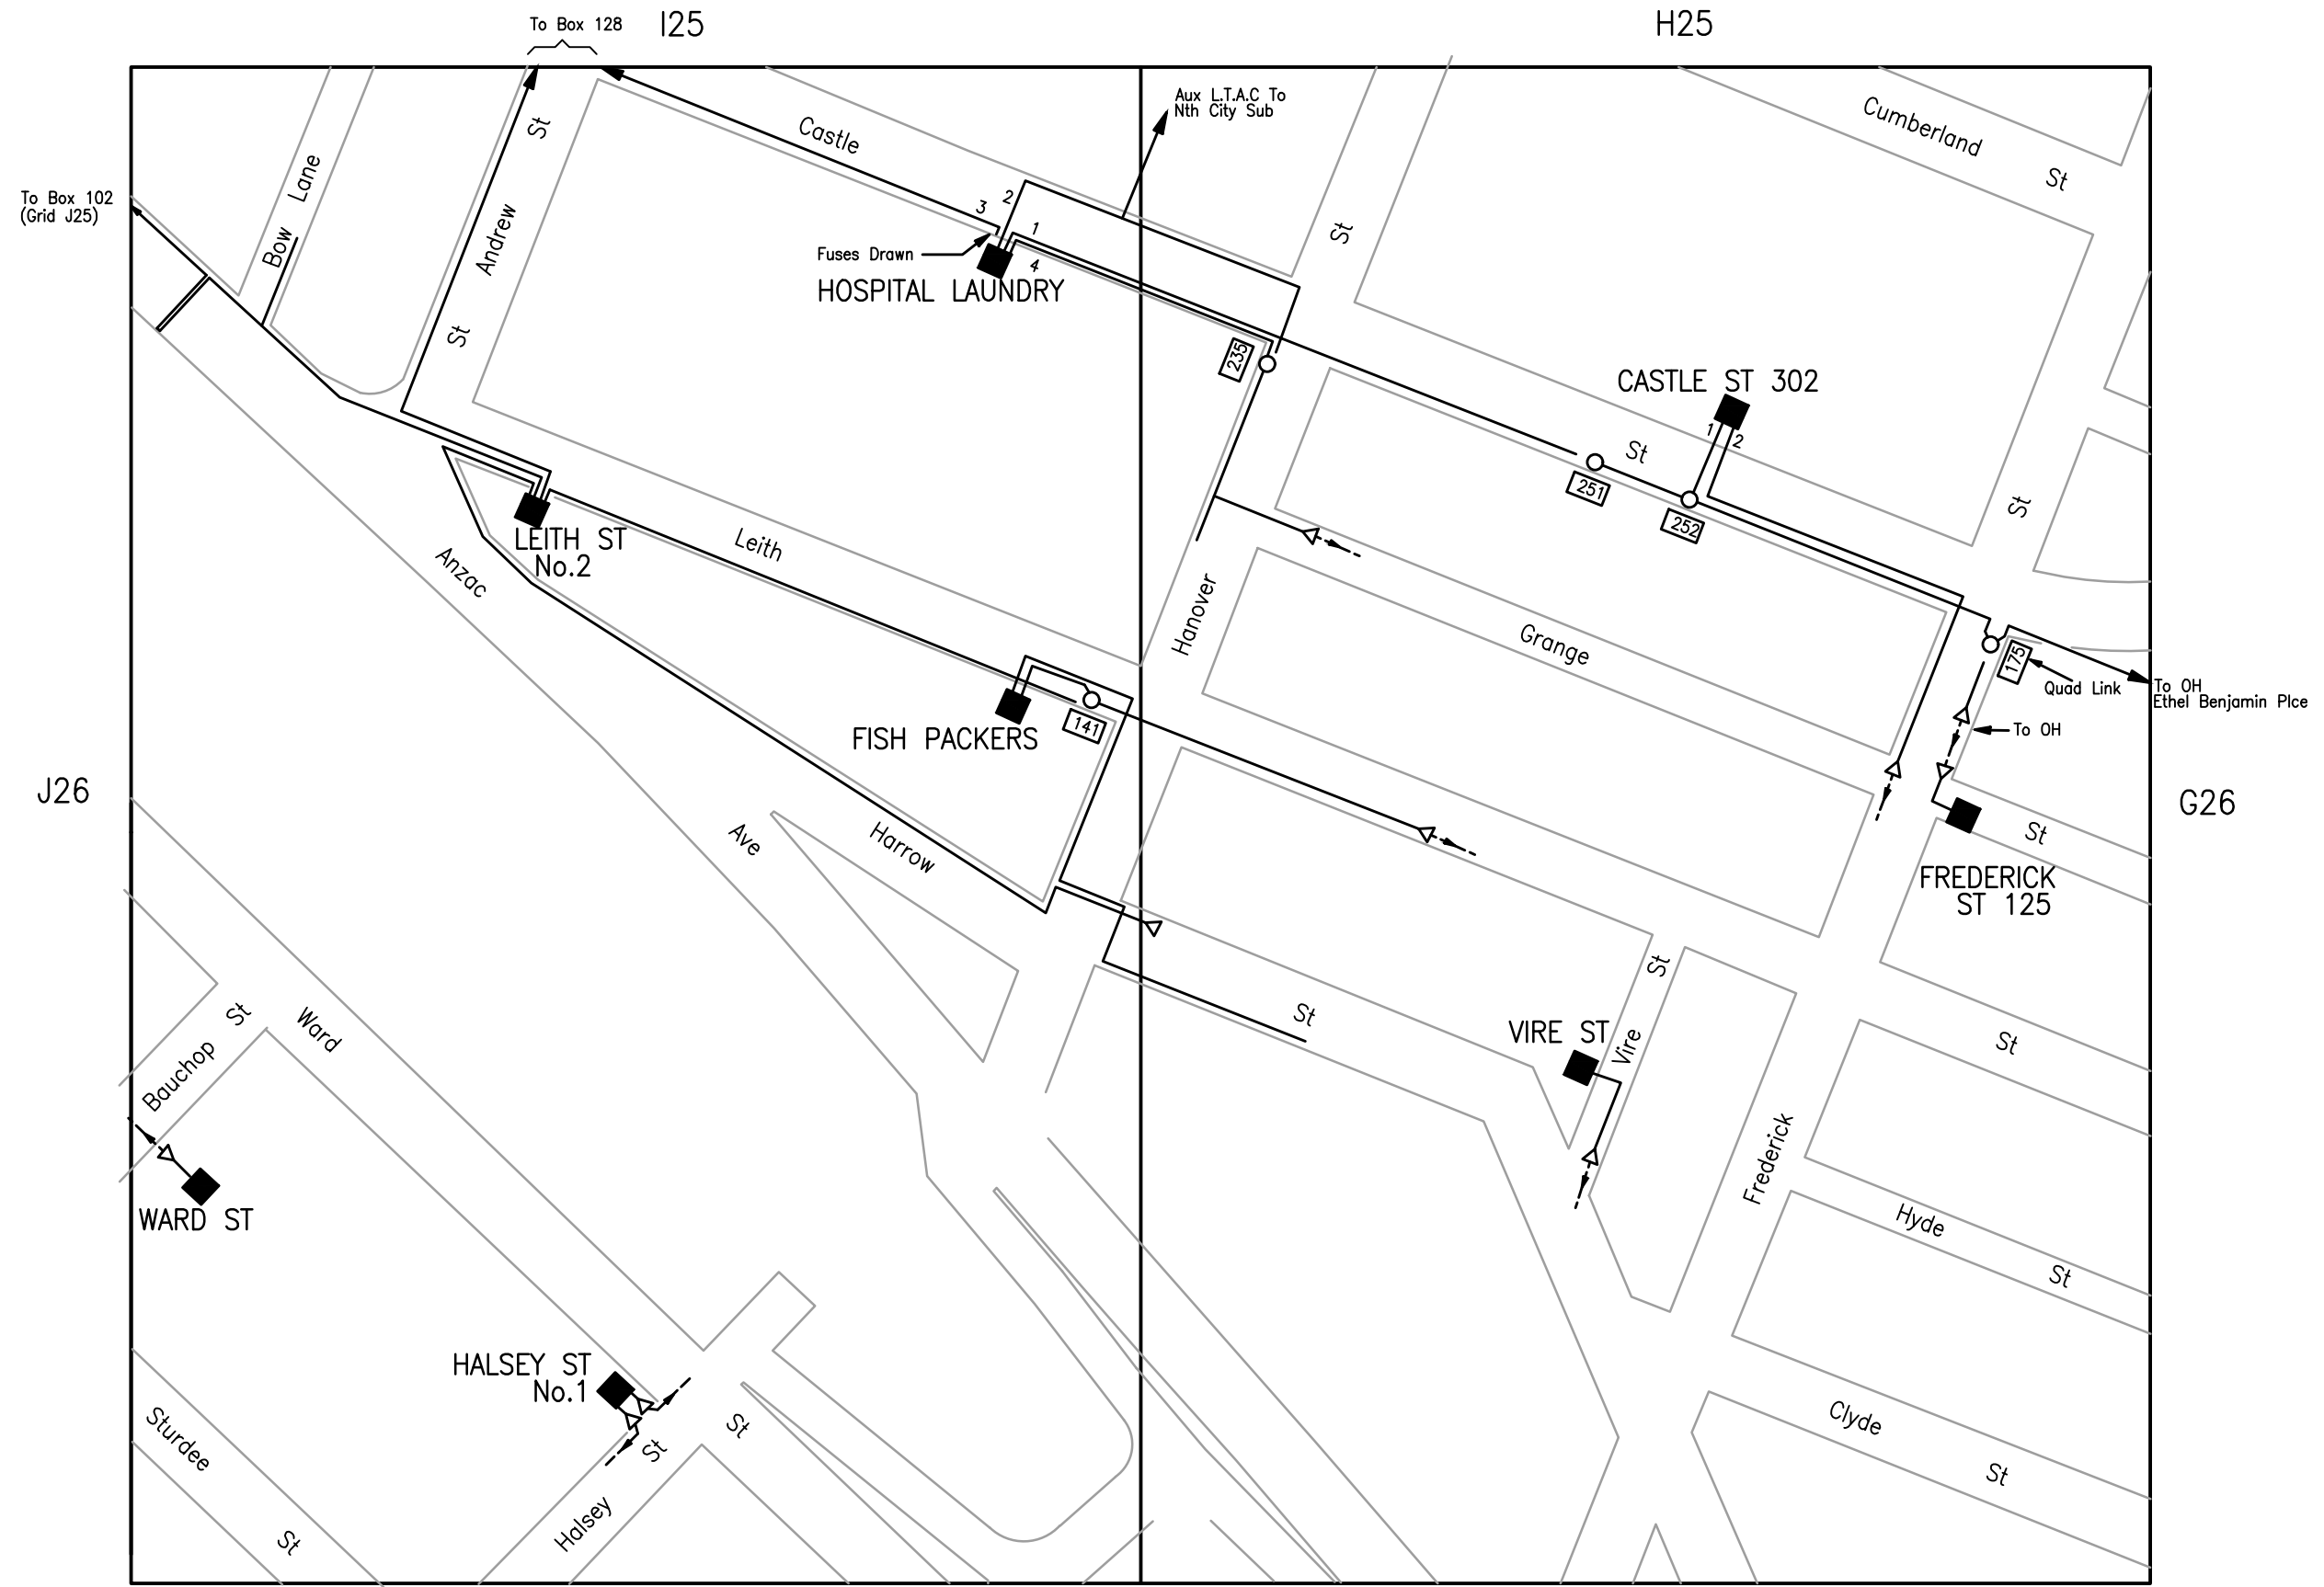 To Box 128
I25
H25
Aux L.T.A.C To
Nth City Sub
Cumberland
St
Castle
St
To Box 102
(Grid J25)
Bow Lane
Andrew
St
St
3
2
1
4
Fuses Drawn
HOSPITAL LAUNDRY
235
CASTLE ST 302
1
2
St
251
252
St
LEITH ST
No.2
Leith
Anzac
Hanover
Grange
175
Quad Link
To OH
Ethel Benjamin Plce
To OH
FISH PACKERS
141
J26
G26
Ave
Harrow
St
FREDERICK
ST 125
St
St
St
VIRE ST
Vire
St
Ward
Bauchop
Frederick
WARD ST
Hyde
St
HALSEY ST
No.1
St
St
Clyde
St
Sturdee
St
Halsey